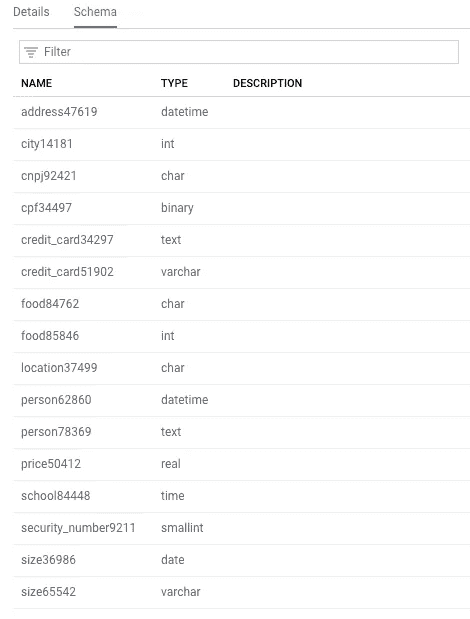 Details Schema
Filter
NAME TYPE DESCRIPTION
address47619 datetime
city14181 int
cnpj92421 char
cpf34497 binary
credit_card34297 text
credit_card51902 varchar
food84762 char
food85846 int
location37499 char
person62860 datetime
person78369 text
price50412 real
school84448 time
security_number9211 smallint
size36986 date
size65542 varchar